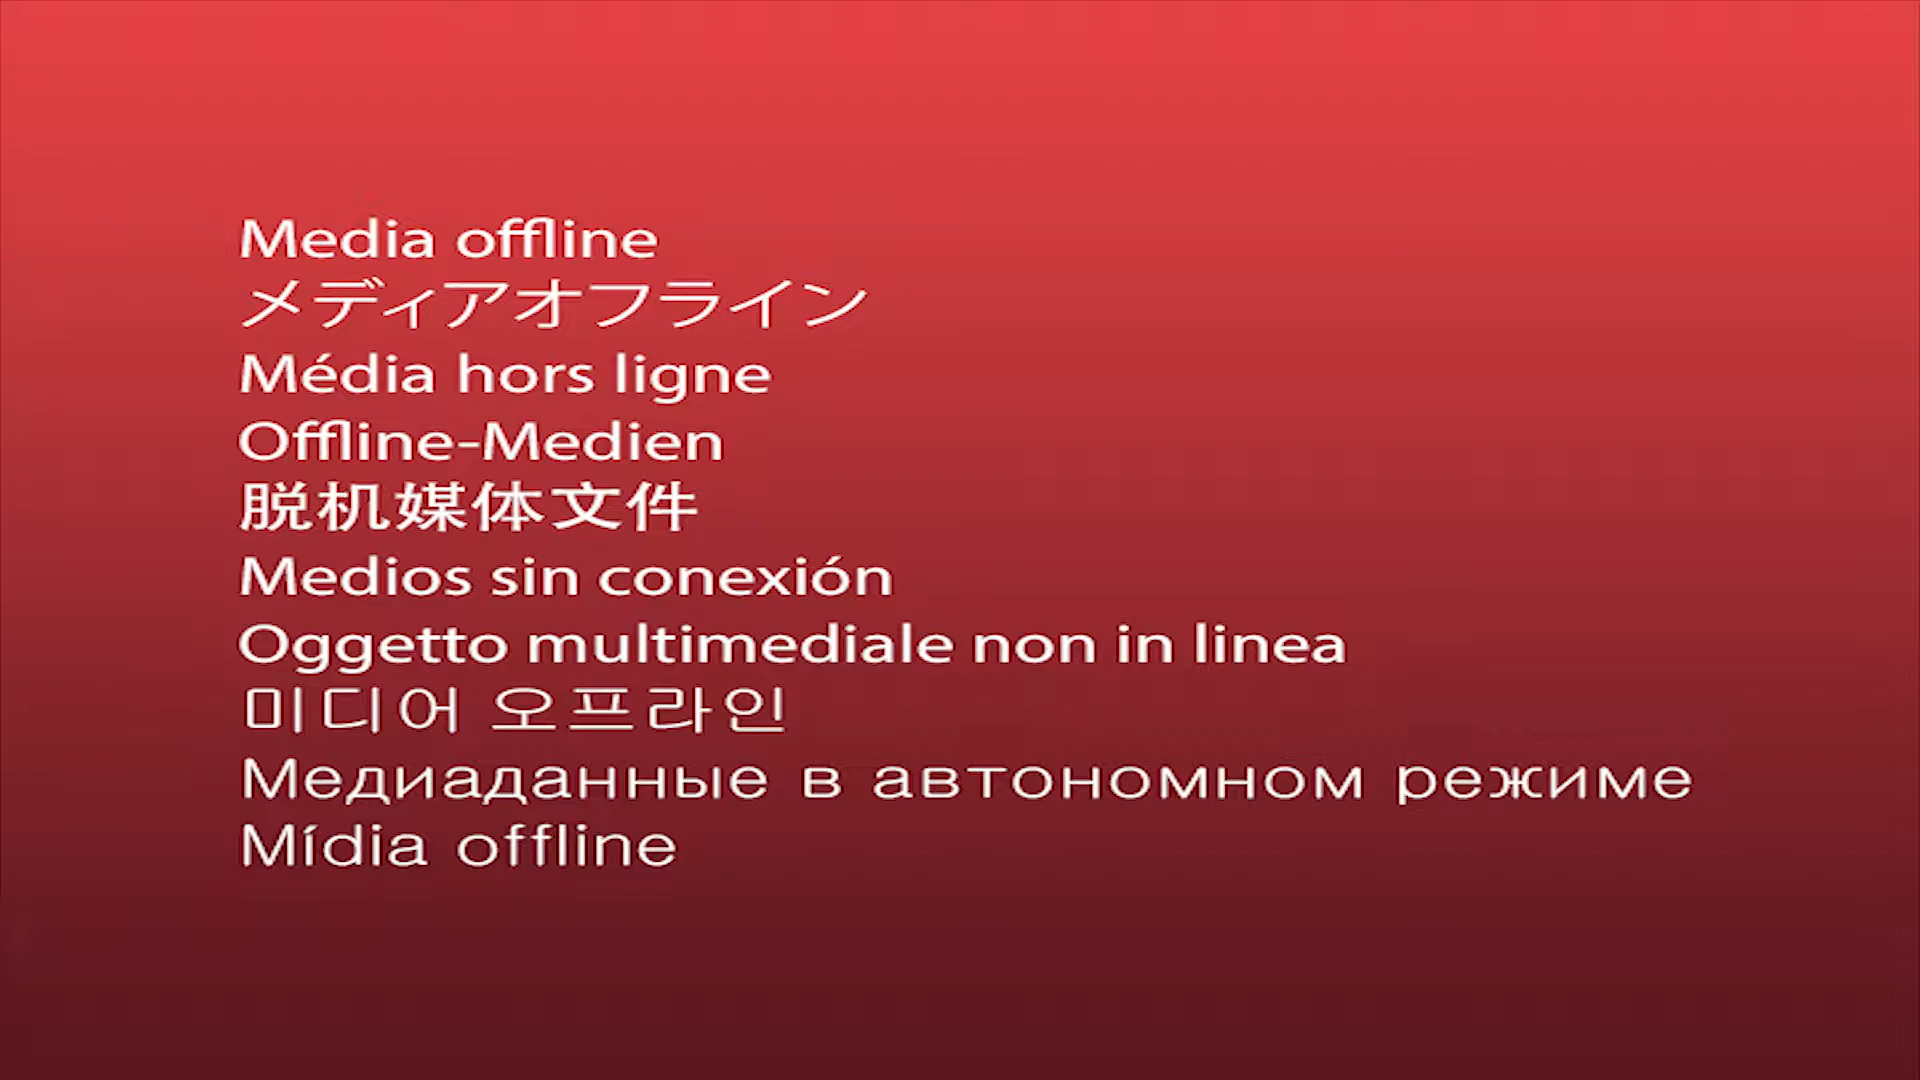 Media offline
メディアオフライン
Média hors ligne
Offline-Medien
脱机媒体文件
Medios sin conexión
Oggetto multimediale non in linea
미디어 오프라인
Медиаданные в автономном режиме
Mídia offline